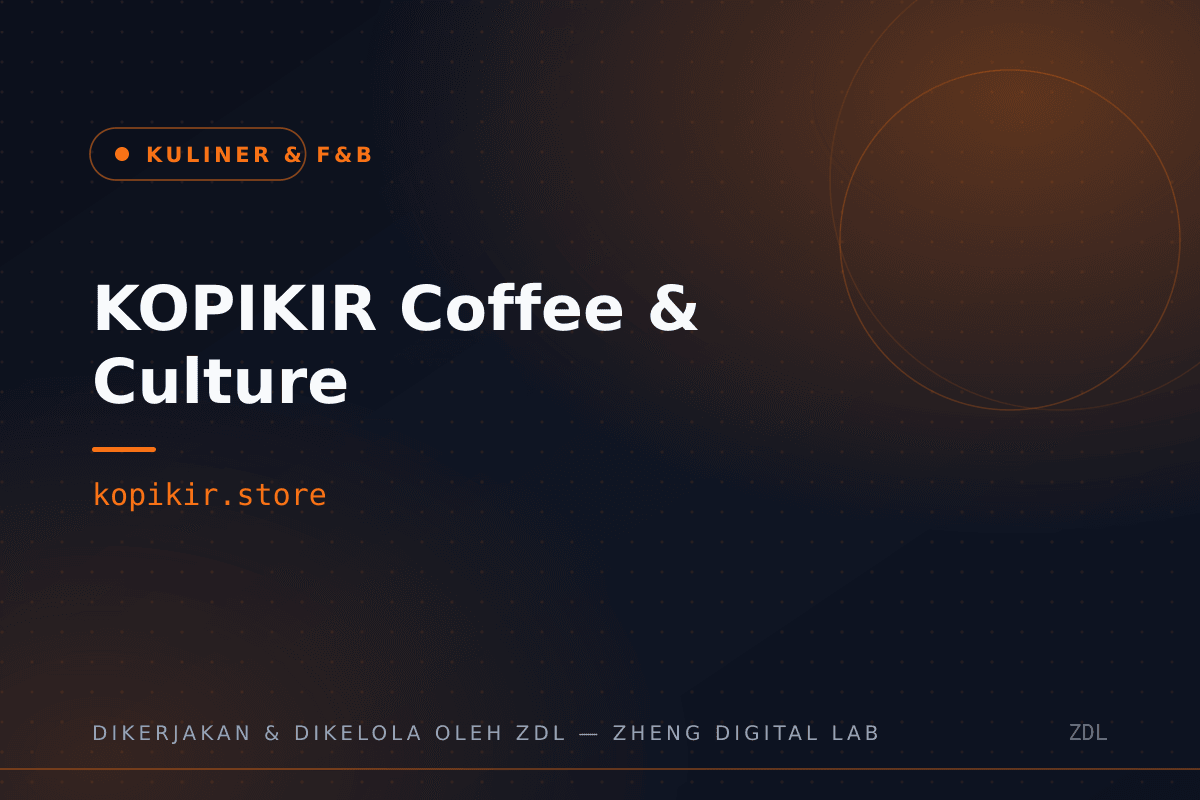 KULINER & F&B
KOPIKIR Coffee &
Culture
kopikir.store
DIKERJAKAN & DIKELOLA OLEH ZDL — ZHENG DIGITAL LAB
ZDL